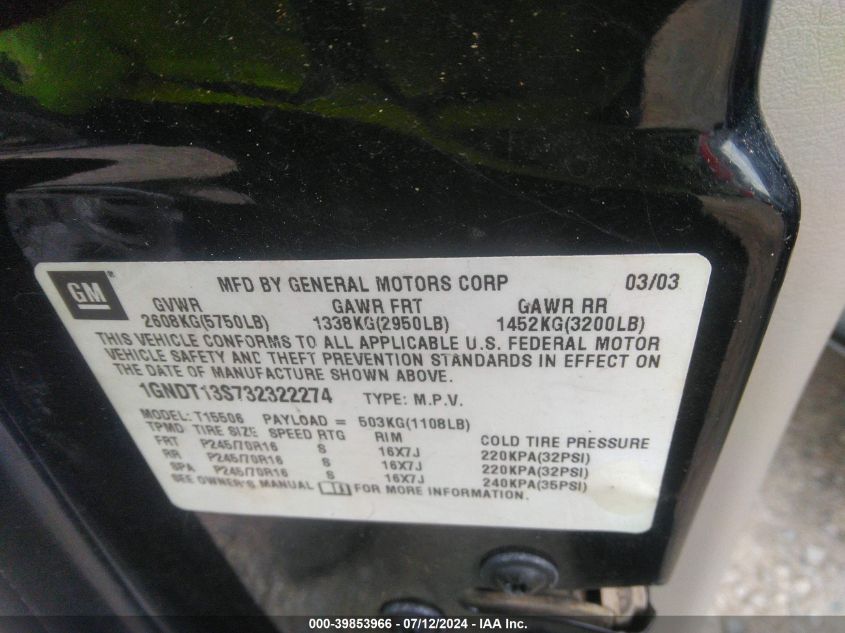 GM® MFD BY GENERAL MOTORS CORP 03/03
GVWR GAWR FRT GAWR RR
2608KG(5750LB) 1338KG(2950LB) 1452KG(3200LB)
THIS VEHICLE CONFORMS TO ALL APPLICABLE U.S. FEDERAL MOTOR
VEHICLE SAFETY AND THEFT PREVENTION STANDARDS IN EFFECT ON
THE DATE OF MANUFACTURE SHOWN ABOVE.
1GNDT13S732322274 TYPE: M.P.V.
MODEL: T15506 PAYLOAD = 503KG(1108LB)
TPMD TIRE SIZE SPEED RTG RIM COLD TIRE PRESSURE
FRT P245/70R16 S 16X7J 220KPA(32PSI)
RR P245/70R16 S 16X7J 220KPA(32PSI)
SPA P245/70R16 S 16X7J 240KPA(35PSI)
SEE OWNER'S MANUAL FOR MORE INFORMATION.
000-39853966 - 07/12/2024 - IAA Inc.